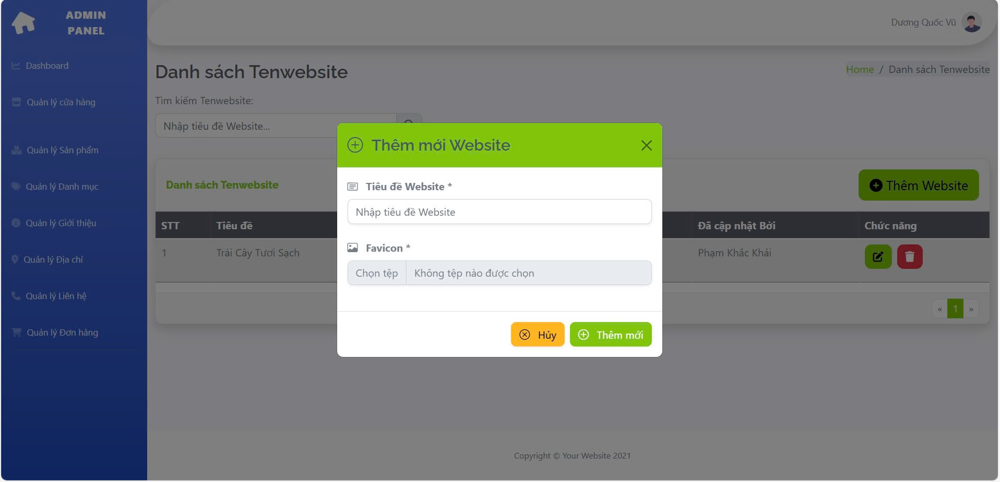 ADMIN
PANEL
Dương Quốc Vũ
Dashboard
Quản lý cửa hàng
Quản lý Sản phẩm
Quản lý Danh mục
Quản lý Giới thiệu
Quản lý Địa chỉ
Quản lý Liên hệ
Quản lý Đơn hàng
Danh sách Tenwebsite
Home / Danh sách Tenwebsite
Tìm kiếm Tenwebsite:
Nhập tiêu đề Website...
Danh sách Tenwebsite
Thêm Website
STT Tiêu đề Đã cập nhật Bởi Chức năng
1 Trái Cây Tươi Sạch Phạm Khắc Khải
« 1 »
Thêm mới Website
Tiêu đề Website *
Nhập tiêu đề Website
Favicon *
Chọn tệp Không tệp nào được chọn
Hủy Thêm mới
Copyright © Your Website 2021